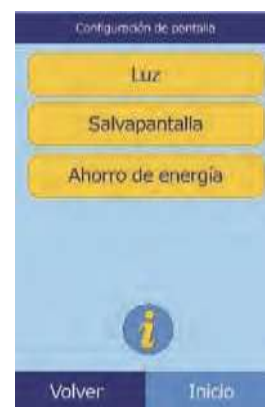 Configuración de pantalla
Luz
Salvapantalla
Ahorro de energía
i
Volver
Inicio